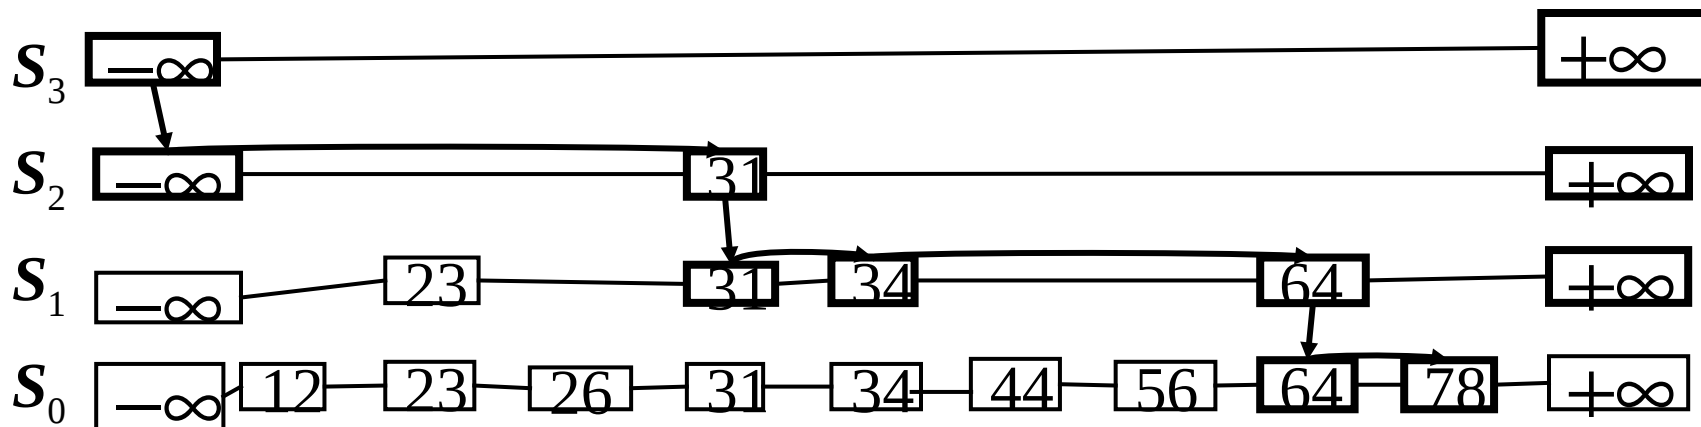 S3 −∞ +∞
S2 −∞ 31 +∞
S1 −∞ 23 31 34 64 +∞
S0 −∞ 12 23 26 31 34 44 56 64 78 +∞